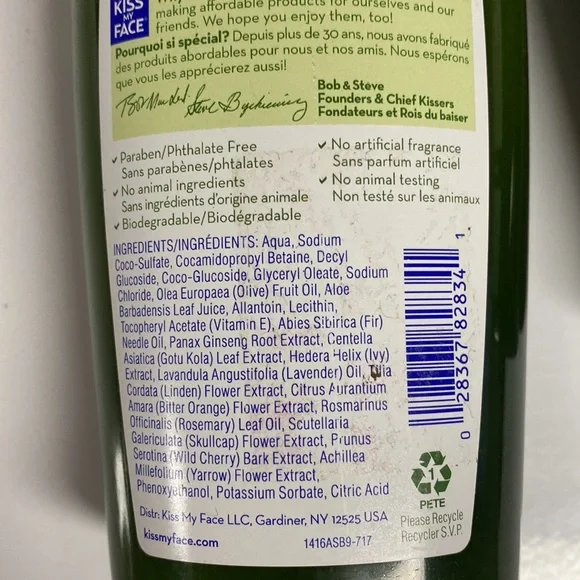 KISS
MY
FACE
making affordable products for ourselves and our
friends. We hope you enjoy them, too!
Pourquoi si spécial? Depuis plus de 30 ans, nous avons fabriqué
des produits abordables pour nous et nos amis. Nous espérons
que vous les apprécierez aussi!
Bob & Steve
Founders & Chief Kissers
Fondateurs et Rois du baiser
✓ Paraben/Phthalate Free
Sans parabènes/phtalates
✓ No animal ingredients
Sans ingrédients d'origine animale
✓ Biodegradable/Biodégradable
✓ No artificial fragrance
Sans parfum artificiel
✓ No animal testing
Non testé sur les animaux
INGREDIENTS/INGRÉDIENTS: Aqua, Sodium
Coco-Sulfate, Cocamidopropyl Betaine, Decyl
Glucoside, Coco-Glucoside, Glyceryl Oleate, Sodium
Chloride, Olea Europaea (Olive) Fruit Oil, Aloe
Barbadensis Leaf Juice, Allantoin, Lecithin,
Tocopheryl Acetate (Vitamin E), Abies Sibirica (Fir)
Needle Oil, Panax Ginseng Root Extract, Centella
Asiatica (Gotu Kola) Leaf Extract, Hedera Helix (Ivy)
Extract, Lavandula Angustifolia (Lavender) Oil, Tilia
Cordata (Linden) Flower Extract, Citrus Aurantium
Amara (Bitter Orange) Flower Extract, Rosmarinus
Officinalis (Rosemary) Leaf Oil, Scutellaria
Galericulata (Skullcap) Flower Extract, Prunus
Serotina (Wild Cherry) Bark Extract, Achillea
Millefolium (Yarrow) Flower Extract,
Phenoxyethanol, Potassium Sorbate, Citric Acid
0 28367 82834 1
1
PETE
Please Recycle
Recycler S.V.P.
Distr: Kiss My Face LLC, Gardiner, NY 12525 USA
kissmyface.com
1416ASB9-717